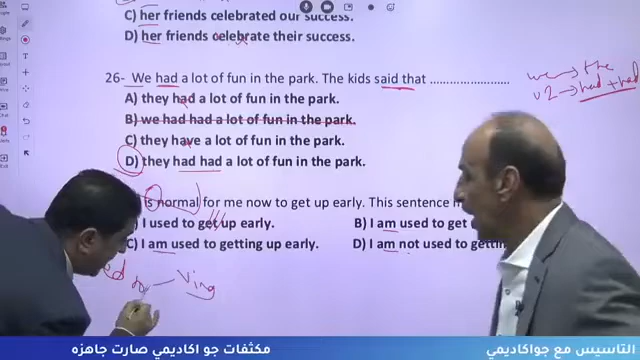 C) her friends celebrated our success.
D) her friends celebrate their success.
26- We had a lot of fun in the park. The kids said that ........................
A) they had a lot of fun in the park.
B) we had had a lot of fun in the park.
C) they have a lot of fun in the park.
D) they had had a lot of fun in the park.
we → the
v2 → had + had
is normal for me now to get up early. This sentence
I used to get up early.
B) I am used to get
C) I am used to getting up early.
D) I am not used to gettin
ed to — Ving
مكثفات جو اكاديمي صارت جاهزه
التاسيس مع جواكاديمي